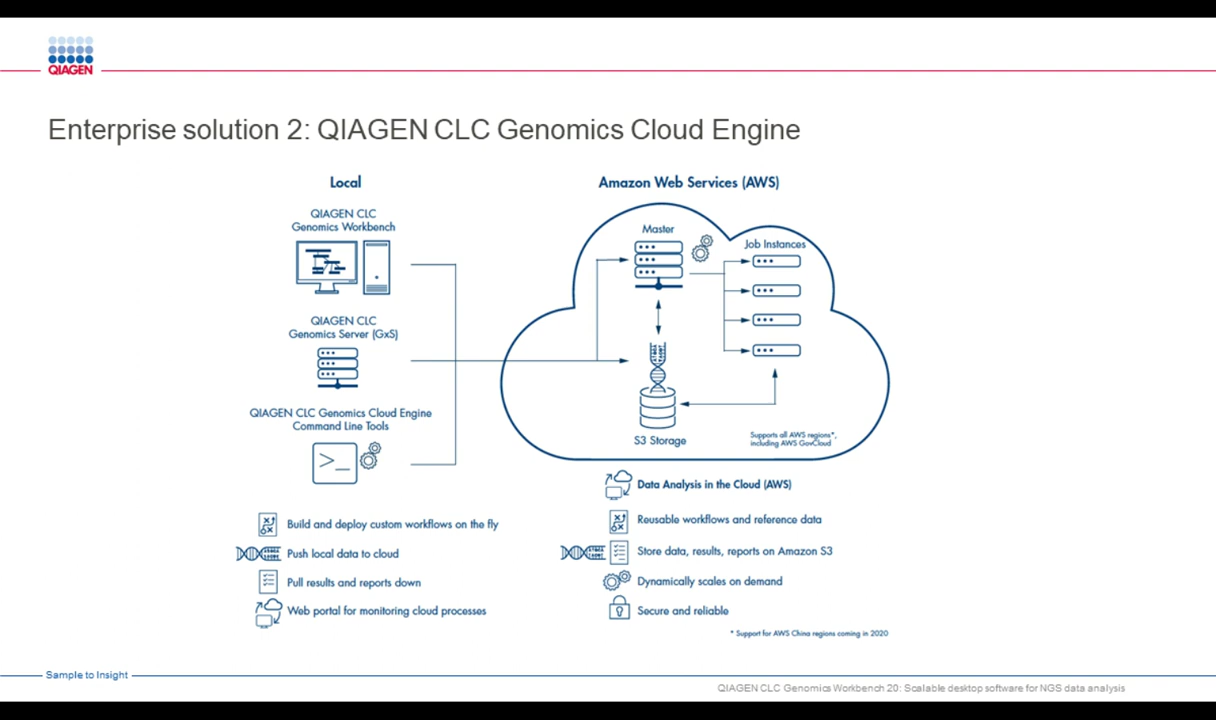 QIAGEN
Enterprise solution 2: QIAGEN CLC Genomics Cloud Engine
Local
QIAGEN CLC
Genomics Workbench
QIAGEN CLC
Genomics Server (GxS)
QIAGEN CLC Genomics Cloud Engine
Command Line Tools
>_
Build and deploy custom workflows on the fly
Push local data to cloud
Pull results and reports down
Web portal for monitoring cloud processes
Amazon Web Services (AWS)
Master
Job Instances
S3 Storage
Supports all AWS regions*,
including AWS GovCloud
Data Analysis in the Cloud (AWS)
Reusable workflows and reference data
Store data, results, reports on Amazon S3
Dynamically scales on demand
Secure and reliable
* Support for AWS China regions coming in 2020
Sample to Insight
QIAGEN CLC Genomics Workbench 20: Scalable desktop software for NGS data analysis